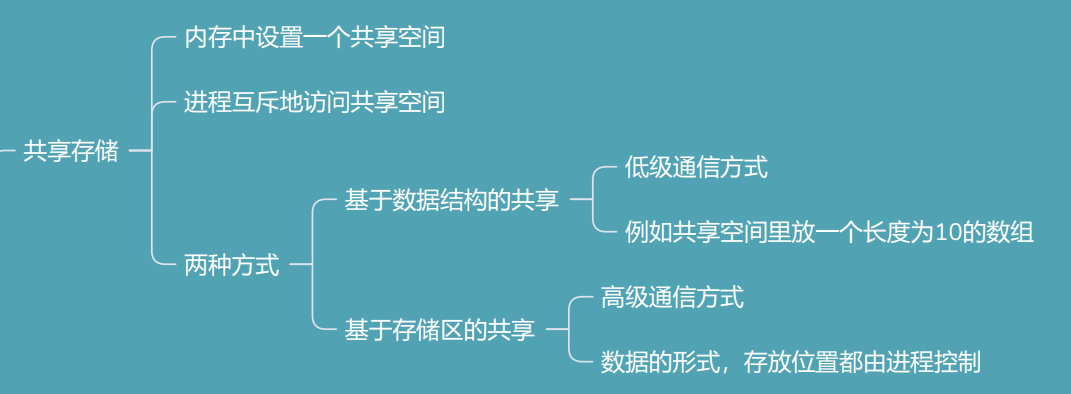 内存中设置一个共享空间
进程互斥地访问共享空间
共享存储
低级通信方式
基于数据结构的共享
例如共享空间里放一个长度为10的数组
两种方式
高级通信方式
基于存储区的共享
数据的形式，存放位置都由进程控制